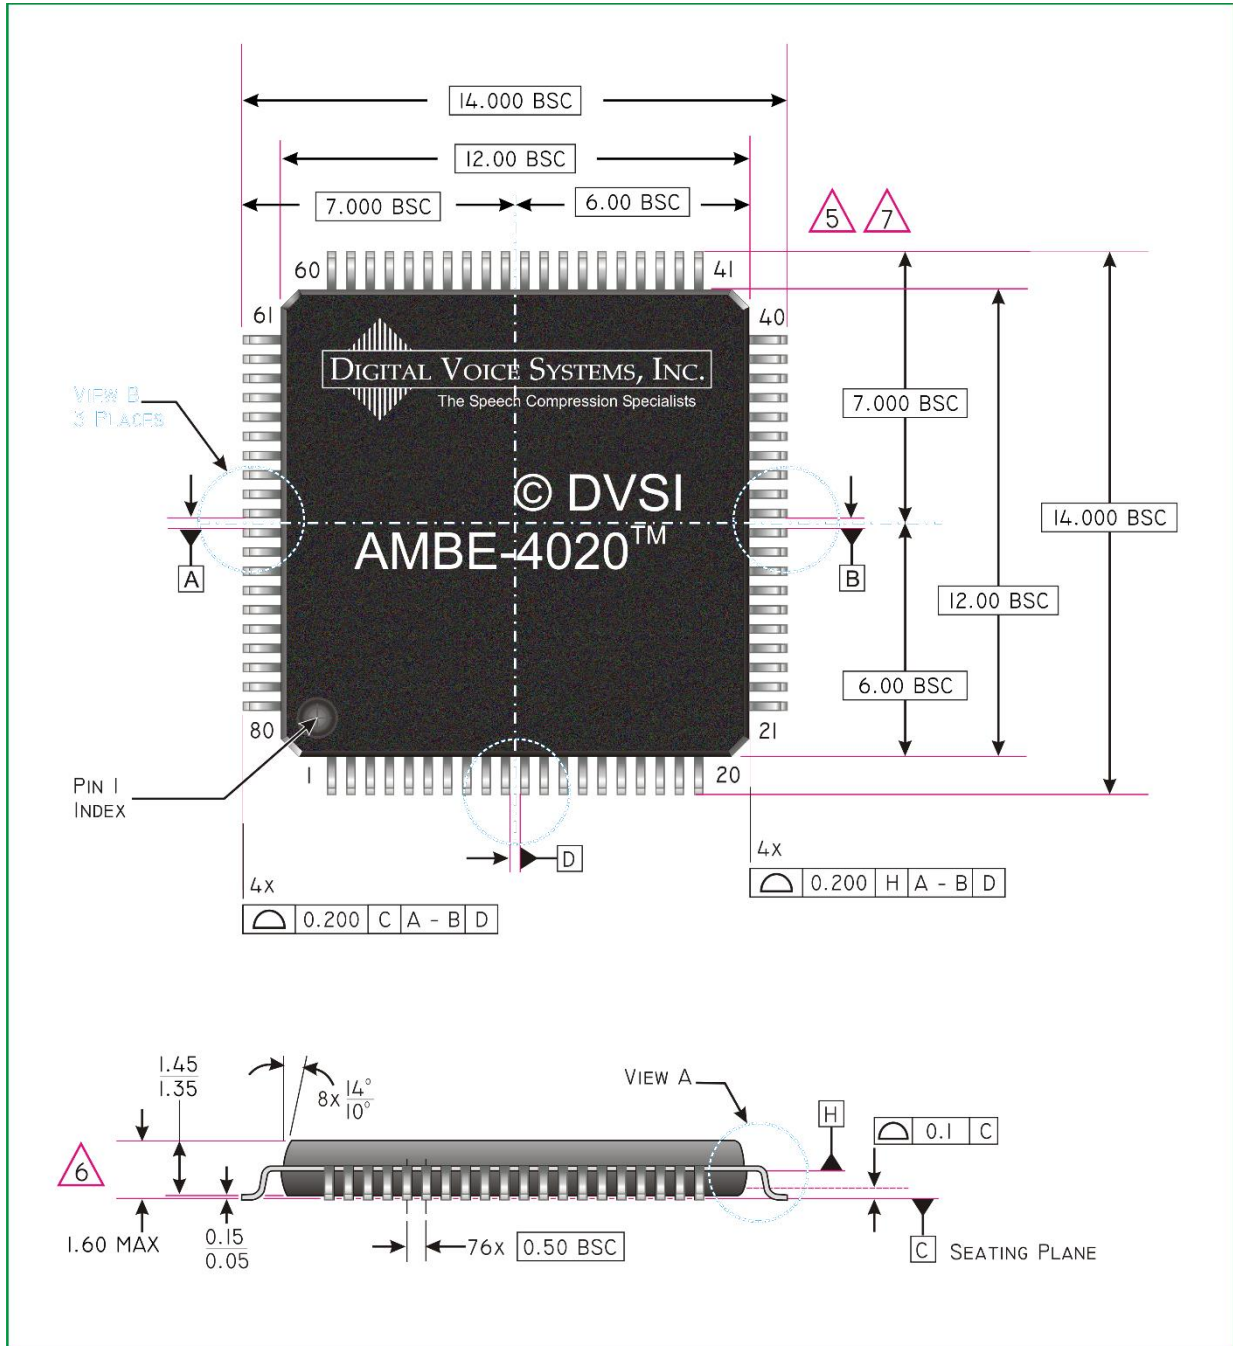 14.000 BSC
12.00 BSC
7.000 BSC
6.00 BSC
5
7
60
41
61
40
DIGITAL VOICE SYSTEMS, INC.
The Speech Compression Specialists
VIEW B
3 PLACES
7.000 BSC
© DVSI
AMBE-4020™
14.000 BSC
A
B
12.00 BSC
6.00 BSC
80
21
PIN 1
INDEX
1
20
D
4x
0.200 H A - B D
4x
0.200 C A - B D
1.45
1.35
8x 14°
10°
VIEW A
H
0.1 C
6
1.60 MAX
0.15
0.05
76x 0.50 BSC
C SEATING PLANE